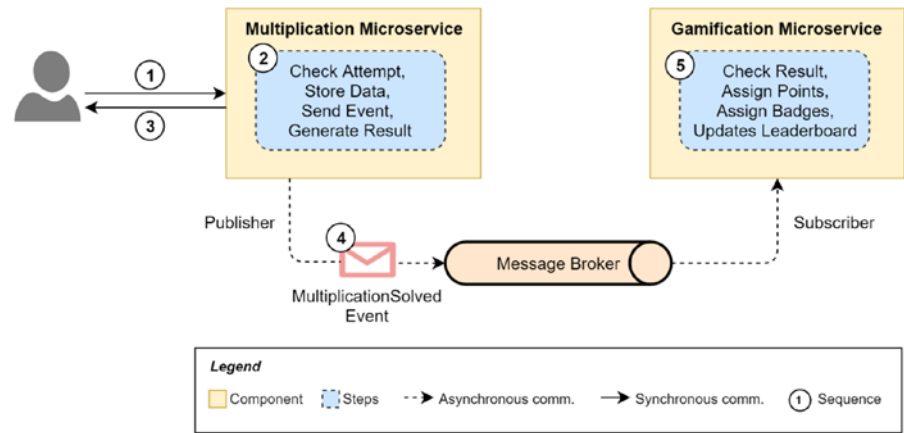 Multiplication Microservice
2
Check Attempt,
Store Data,
Send Event,
Generate Result
1
3
Gamification Microservice
5
Check Result,
Assign Points,
Assign Badges,
Updates Leaderboard
Publisher
4
MultiplicationSolved
Event
Message Broker
Subscriber
Legend
Component
Steps
Asynchronous comm.
Synchronous comm.
1 Sequence